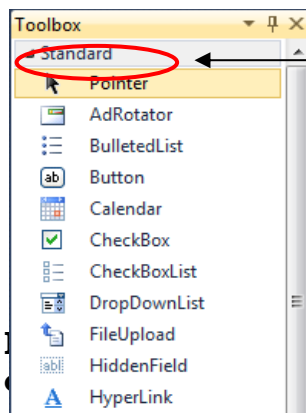 Toolbox
Standard
Pointer
AdRotator
BulletedList
Button
Calendar
CheckBox
CheckBoxList
DropDownList
FileUpload
HiddenField
HyperLink